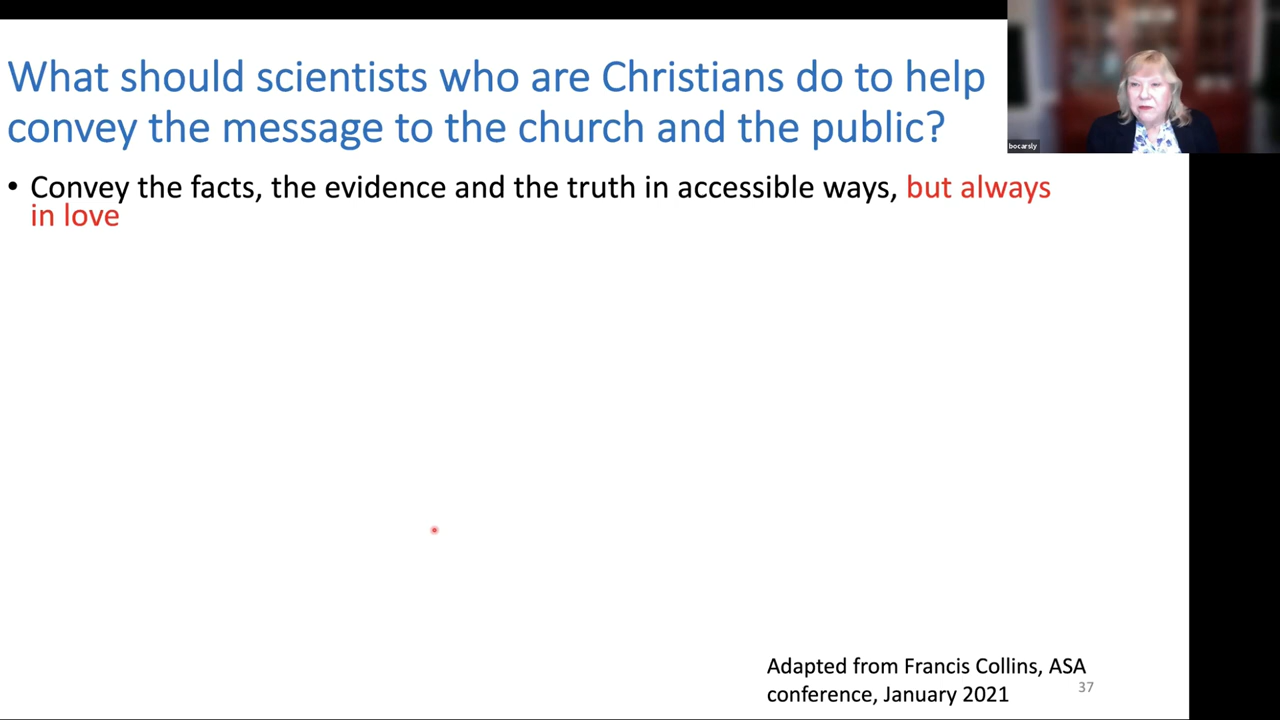 What should scientists who are Christians do to help
convey the message to the church and the public?
bocarsly
• Convey the facts, the evidence and the truth in accessible ways, but always
in love
Adapted from Francis Collins, ASA
conference, January 2021
37